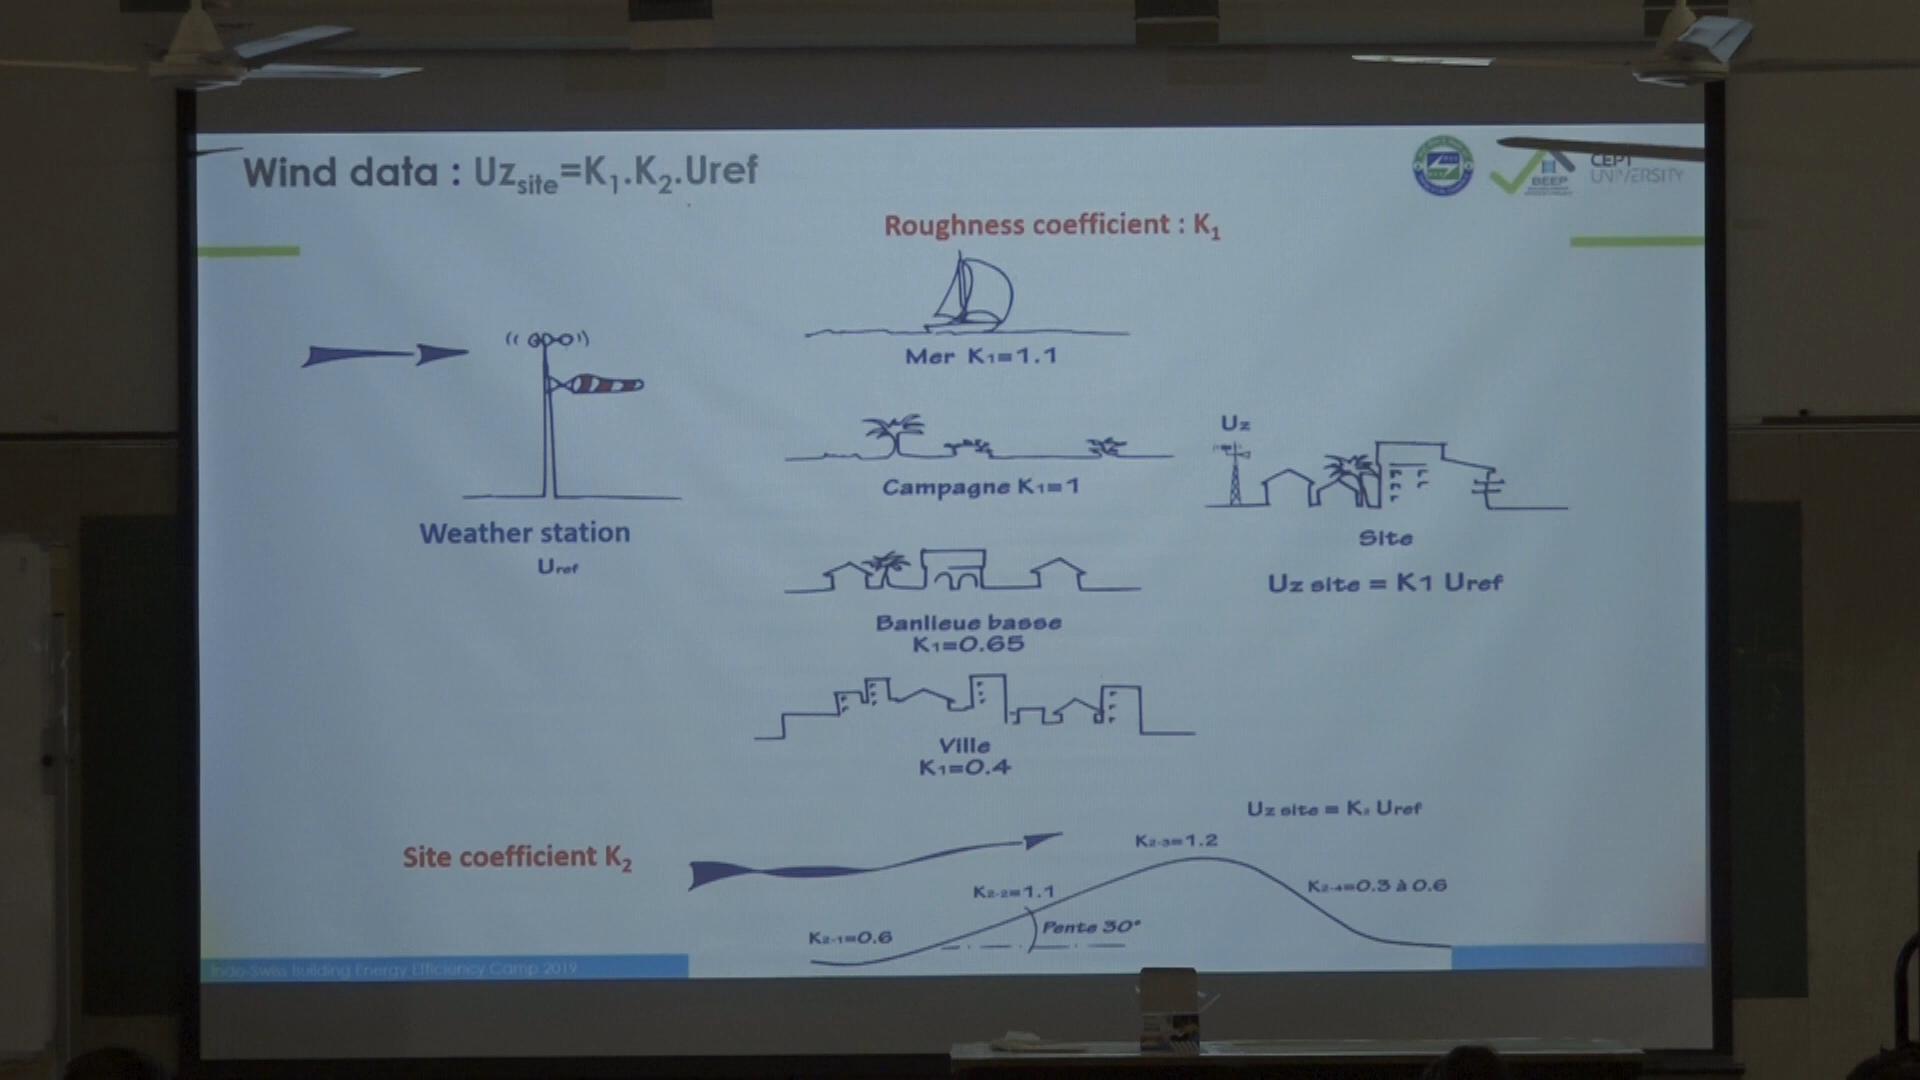 Wind data : Uzsite=K1.K2.Uref
BEEP
CEPT
UNIVERSITY
Roughness coefficient : K1
Mer K1=1.1
Campagne K1=1
Uz
Weather station
Uref
Site
Uz site = K1 Uref
Banlieue basse
K1=0.65
Ville
K1=0.4
Uz site = K2 Uref
Site coefficient K2
K2-3=1.2
K2-2=1.1
K2-4=0.3 à 0.6
Pente 30°
K2-1=0.6
Indo-Swiss Building Energy Efficiency Camp 2019